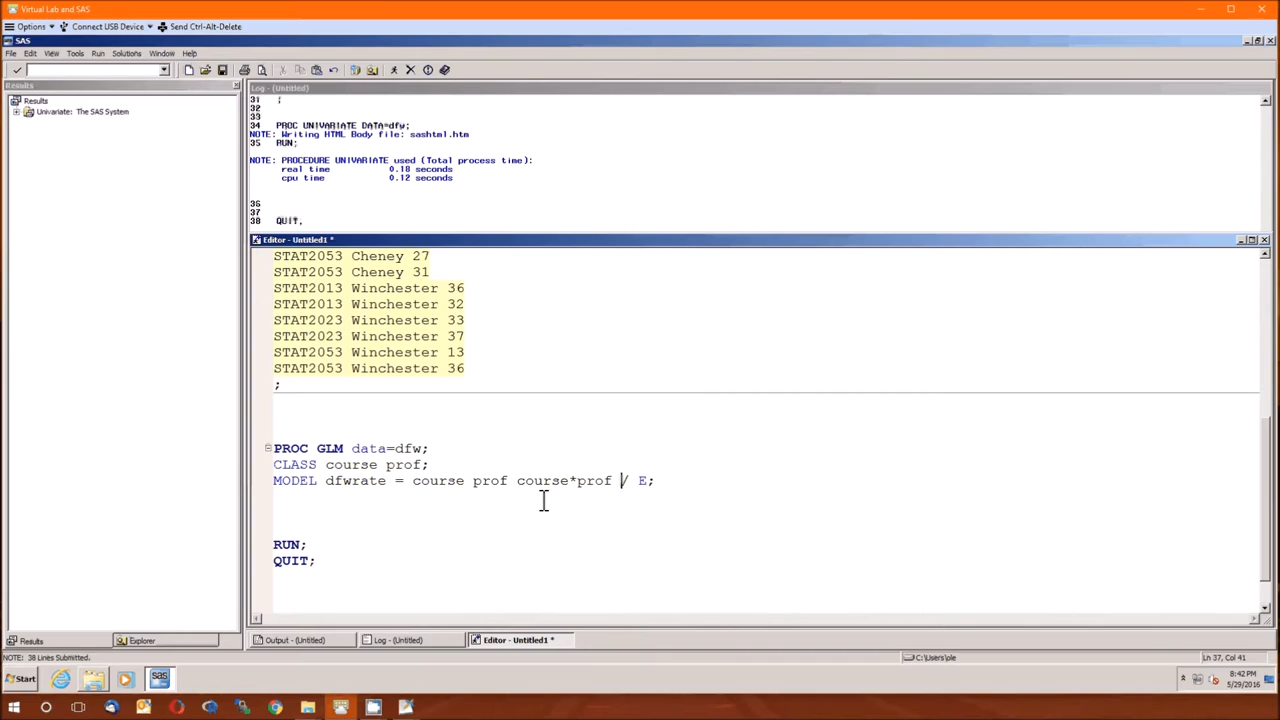 Virtual Lab and SAS
Options Connect USB Device Send Ctrl-Alt-Delete
SAS
File Edit View Tools Run Solutions Window Help
Results
Results
Univariate: The SAS System
Log - (Untitled)
31 ;
32
33
34 PROC UNIVARIATE DATA=dfw;
NOTE: Writing HTML Body file: sashtml.htm
35 RUN;
NOTE: PROCEDURE UNIVARIATE used (Total process time):
real time 0.18 seconds
cpu time 0.12 seconds
36
37
38 QUIT;
Editor - Untitled1 *
STAT2053 Cheney 27
STAT2053 Cheney 31
STAT2013 Winchester 36
STAT2013 Winchester 32
STAT2023 Winchester 33
STAT2023 Winchester 37
STAT2053 Winchester 13
STAT2053 Winchester 36
;
PROC GLM data=dfw;
CLASS course prof;
MODEL dfwrate = course prof course*prof / E;
RUN;
QUIT;
Results Explorer
Output - (Untitled) Log - (Untitled) Editor - Untitled1 *
NOTE: 38 Lines Submitted.
C:\Users\ple
Ln 37, Col 41
Start
8:42 PM
5/29/2016